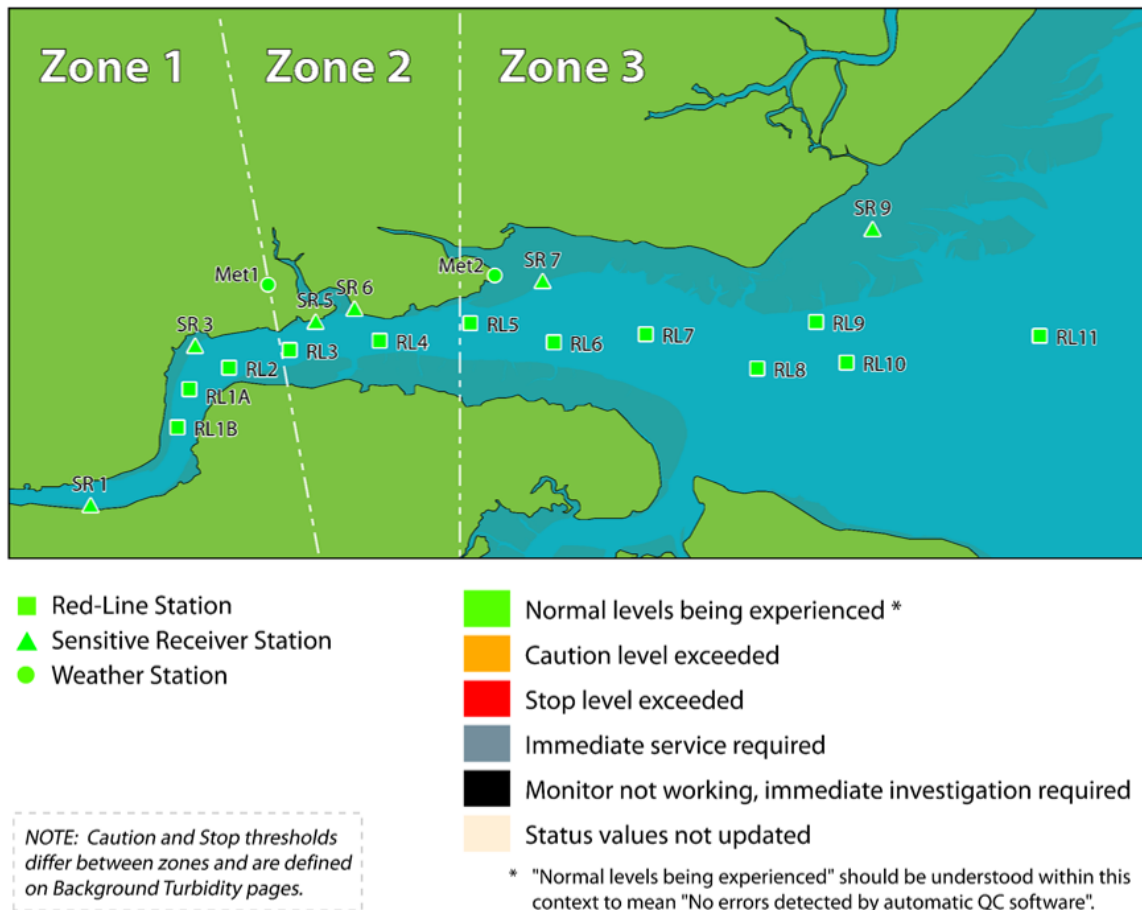 Zone 1
Zone 2
Zone 3
SR 9
Met1
Met2
SR 7
SR 6
SR 5
SR 3
RL5
RL9
RL7
RL11
RL4
RL6
RL3
RL2
RL8
RL10
RL1A
RL1B
SR 1
Red-Line Station
Sensitive Receiver Station
Weather Station
Normal levels being experienced *
Caution level exceeded
Stop level exceeded
Immediate service required
Monitor not working, immediate investigation required
Status values not updated
NOTE: Caution and Stop thresholds
differ between zones and are defined
on Background Turbidity pages.
* "Normal levels being experienced" should be understood within this
context to mean "No errors detected by automatic QC software".